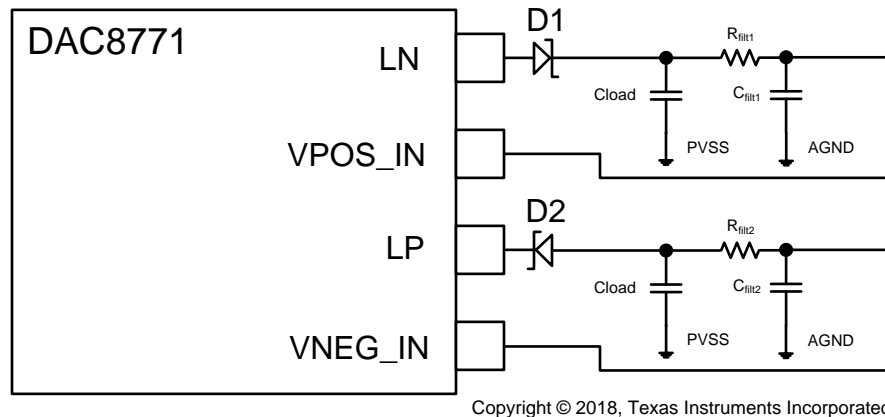 DAC8771
LN
D1
Rfilt1
Cload
Cfilt1
PVSS
AGND
VPOS_IN
LP
D2
Rfilt2
Cload
Cfilt2
PVSS
AGND
VNEG_IN
Copyright © 2018, Texas Instruments Incorporated